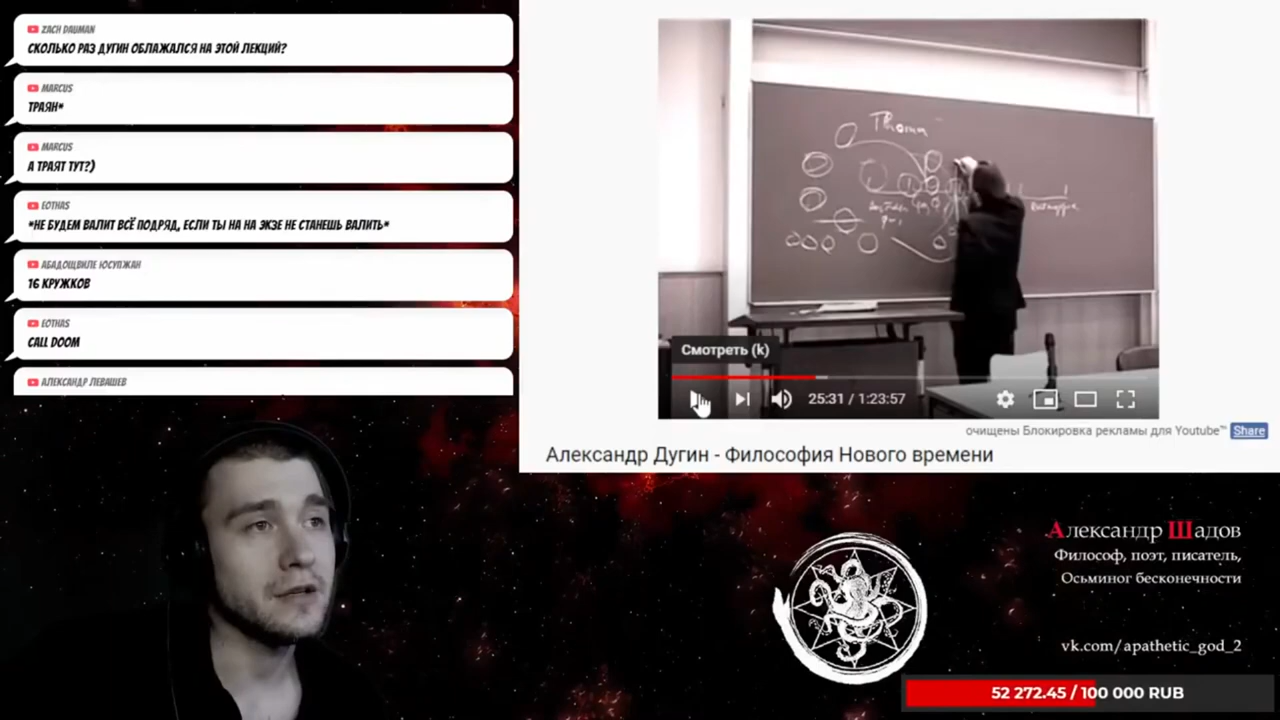 ZACH DAUMAN
СКОЛЬКО РАЗ ДУГИН ОБЛАЖАЛСЯ НА ЭТОЙ ЛЕКЦИЙ?
MARCUS
ТРАЯН*
MARCUS
А ТРАЯТ ТУТ?)
EOTHAS
*НЕ БУДЕМ ВАЛИТ ВСЁ ПОДРЯД, ЕСЛИ ТЫ НА НА ЭКЗЕ НЕ СТАНЕШЬ ВАЛИТЬ*
АБАДОЩВИЛЕ ЮСУПЖАН
16 КРУЖКОВ
EOTHAS
CALL DOOM
АЛЕКСАНДР ЛЕВАШЕВ
Смотреть (k)
25:31 / 1:23:57
очищены Блокировка рекламы для Youtube™ Share
Александр Дугин - Философия Нового времени
Александр Шадов
Философ, поэт, писатель,
Осьминог бесконечности
vk.com/apathetic_god_2
52 272.45 / 100 000 RUB